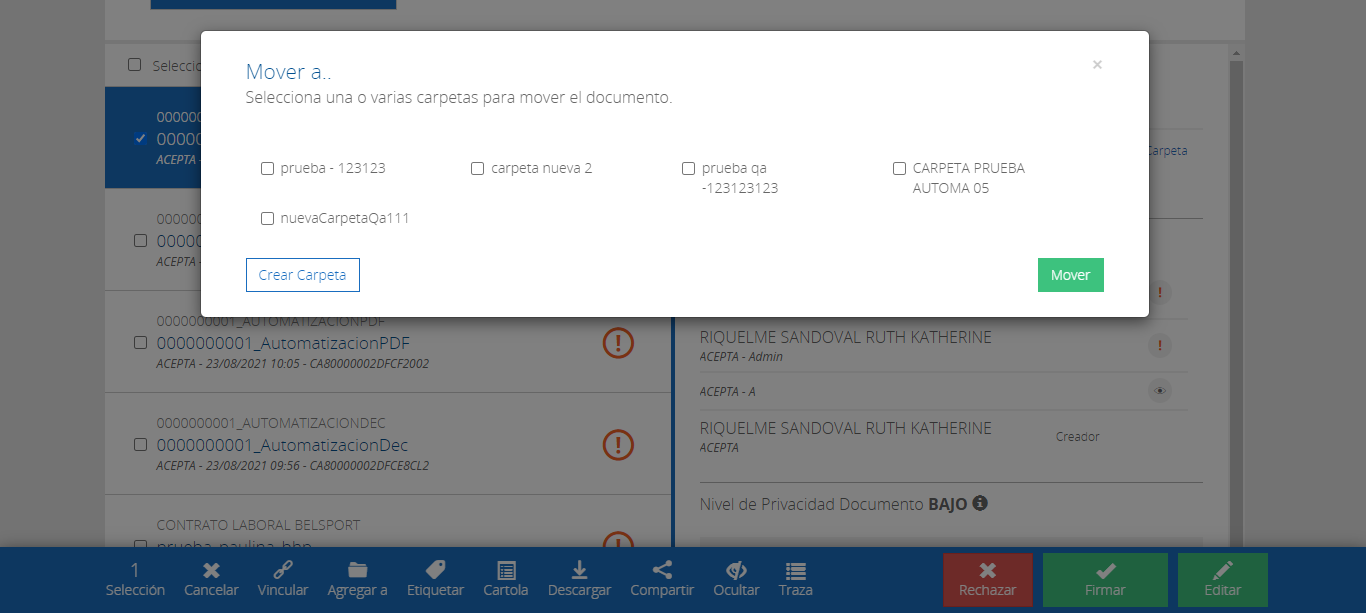 Mover a..
×
Selecciona una o varias carpetas para mover el documento.
prueba - 123123
carpeta nueva 2
prueba qa
-123123123
CARPETA PRUEBA
AUTOMA 05
nuevaCarpetaQa111
Crear Carpeta
Mover
ACEPTA -
Carpeta
ACEPTA -
0000000001_AUTOMATIZACIONPDF
0000000001_AutomatizacionPDF
ACEPTA - 23/08/2021 10:05 - CA80000002DFCF2002
0000000001_AUTOMATIZACIONDEC
0000000001_AutomatizacionDec
ACEPTA - 23/08/2021 09:56 - CA80000002DFCE8CL2
CONTRATO LABORAL BELSPORT
prueba_paulina_bhp
RIQUELME SANDOVAL RUTH KATHERINE
ACEPTA - Admin
ACEPTA - A
RIQUELME SANDOVAL RUTH KATHERINE
Creador
ACEPTA
Nivel de Privacidad Documento BAJO
1
Selección
Cancelar
Vincular
Agregar a
Etiquetar
Cartola
Descargar
Compartir
Ocultar
Traza
Rechazar
Firmar
Editar